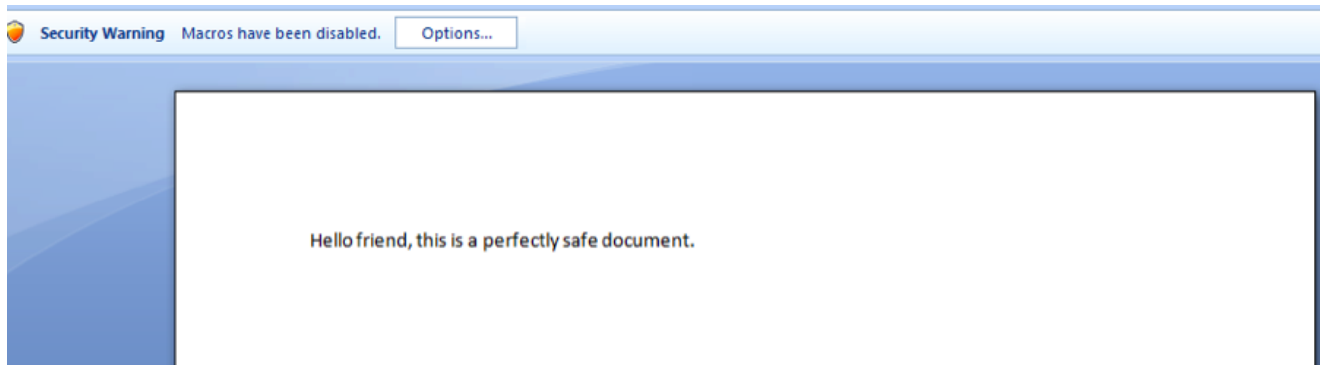 Security Warning Macros have been disabled. Options...
Hello friend, this is a perfectly safe document.